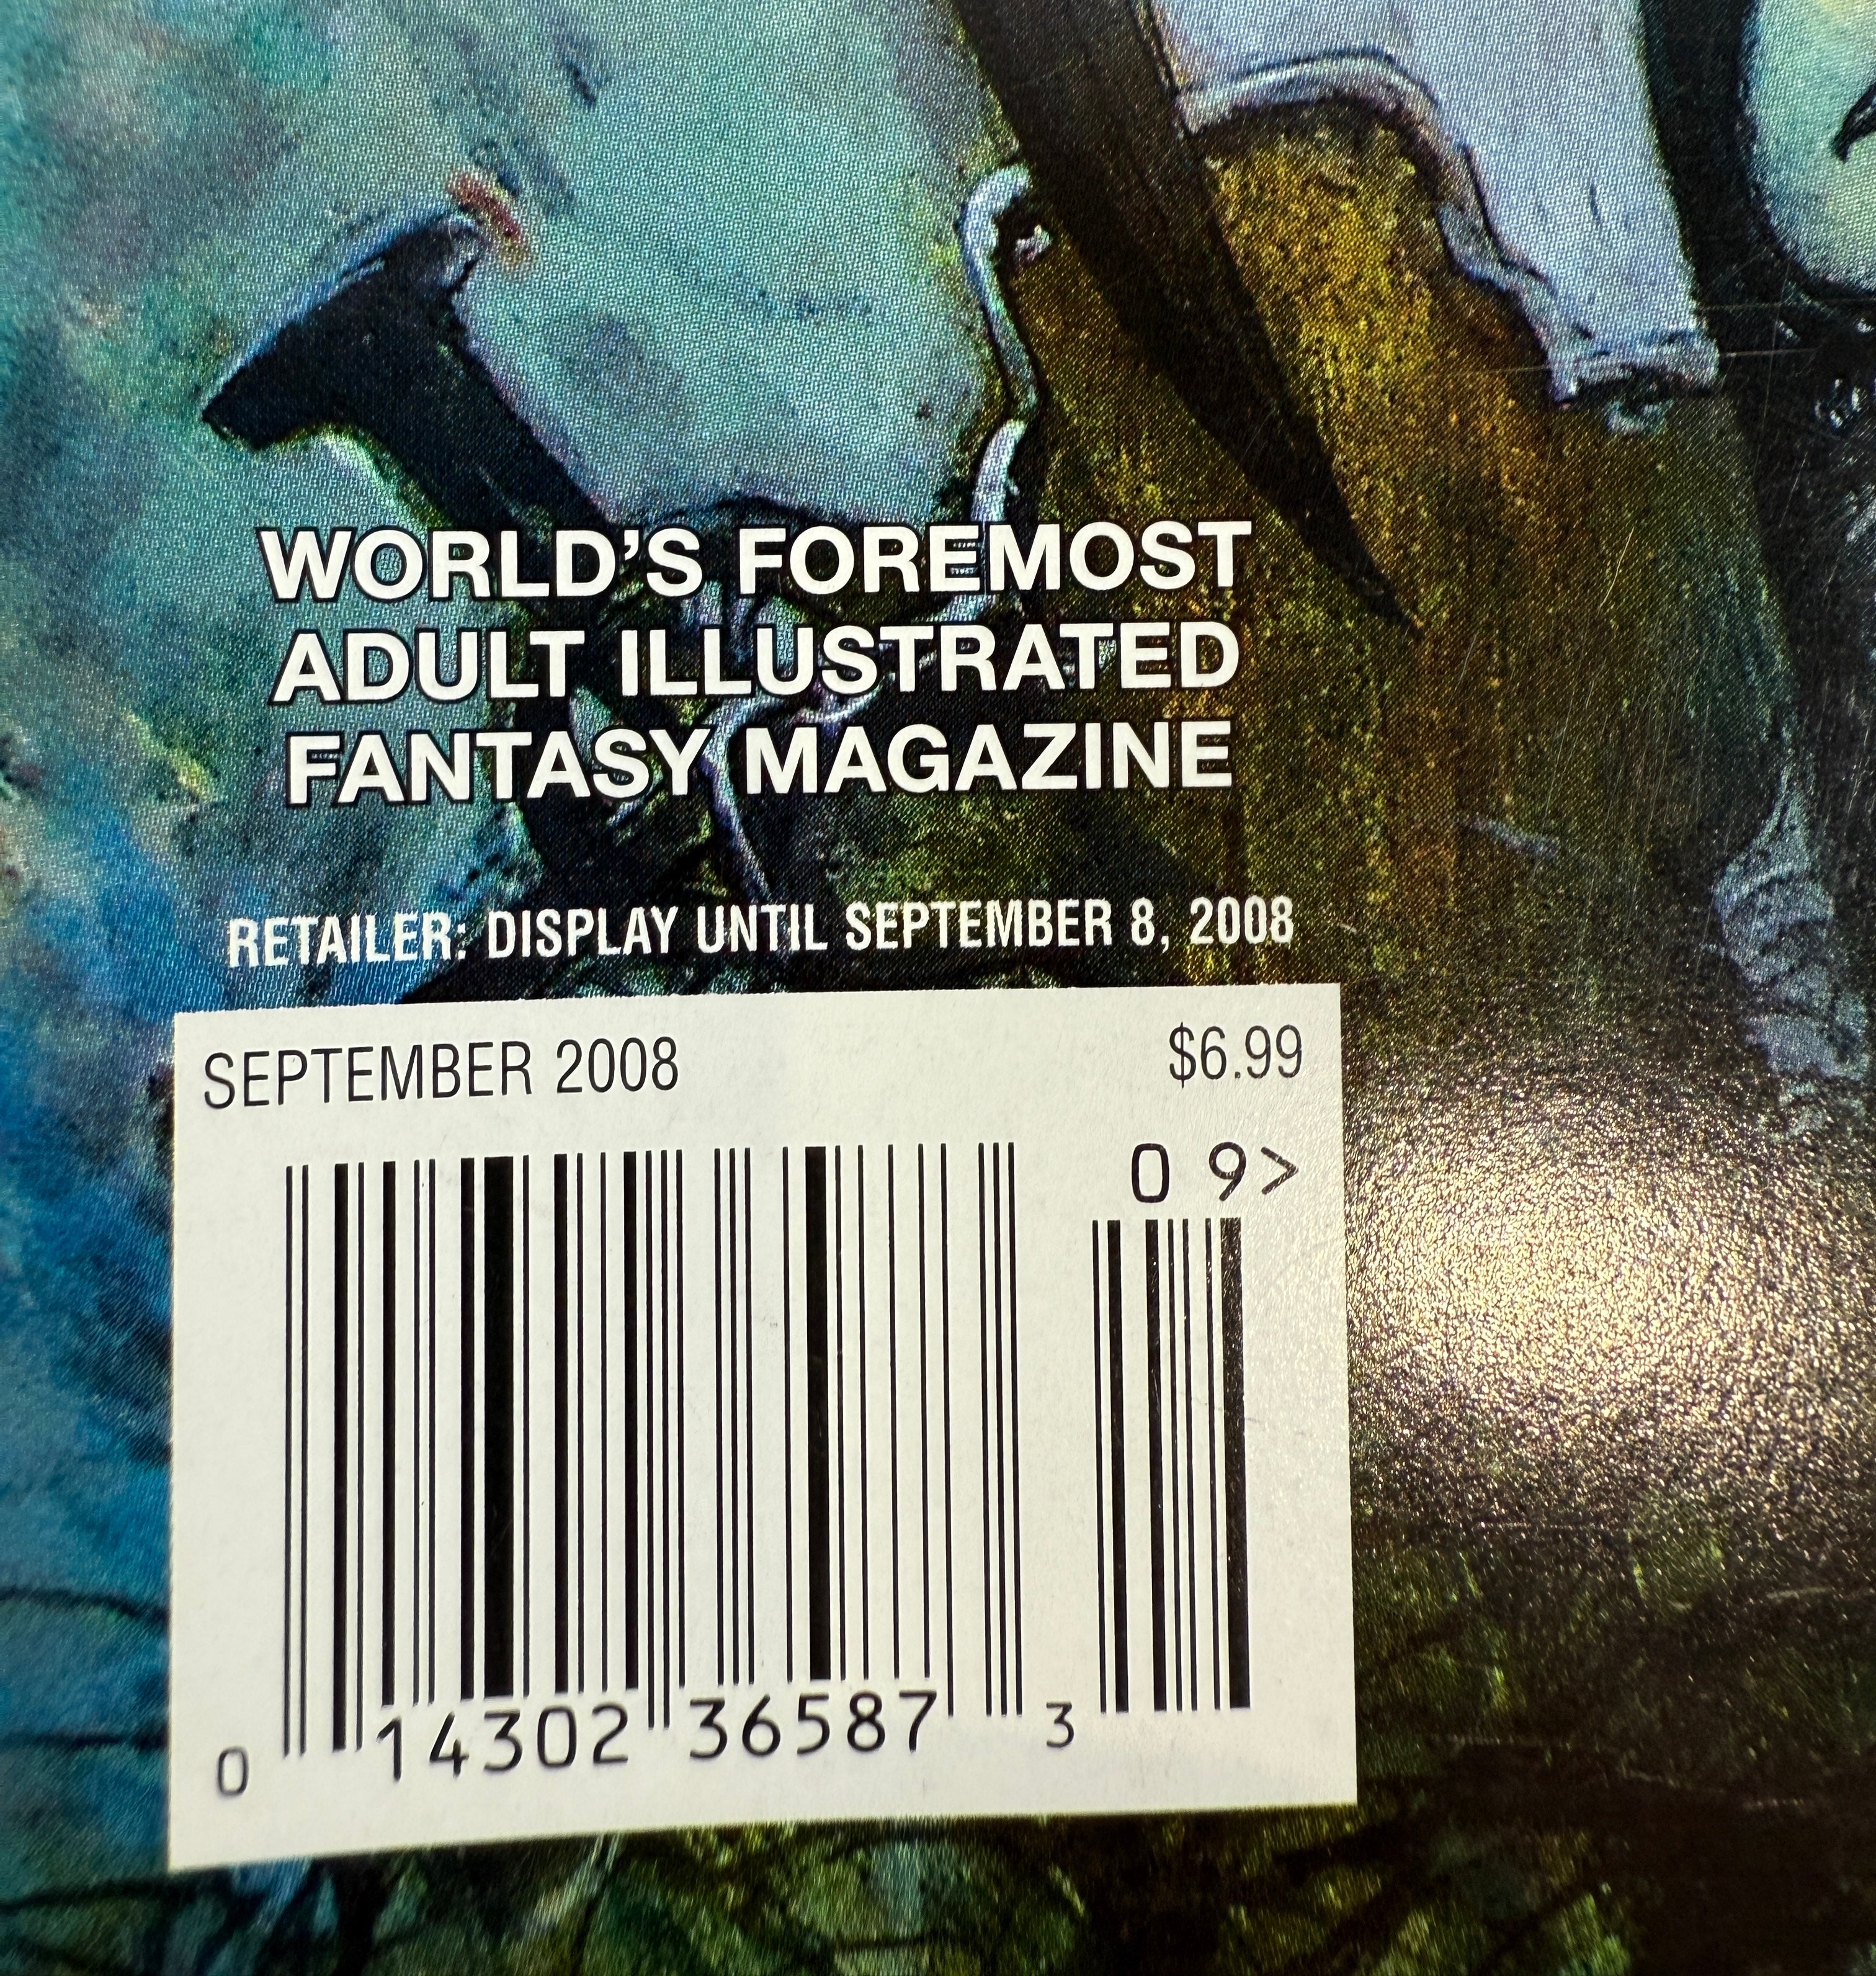 WORLD'S FOREMOST
ADULT ILLUSTRATED
FANTASY MAGAZINE
RETAILER: DISPLAY UNTIL SEPTEMBER 8, 2008
SEPTEMBER 2008 $6.99
0 9>
0 14302 36587 3